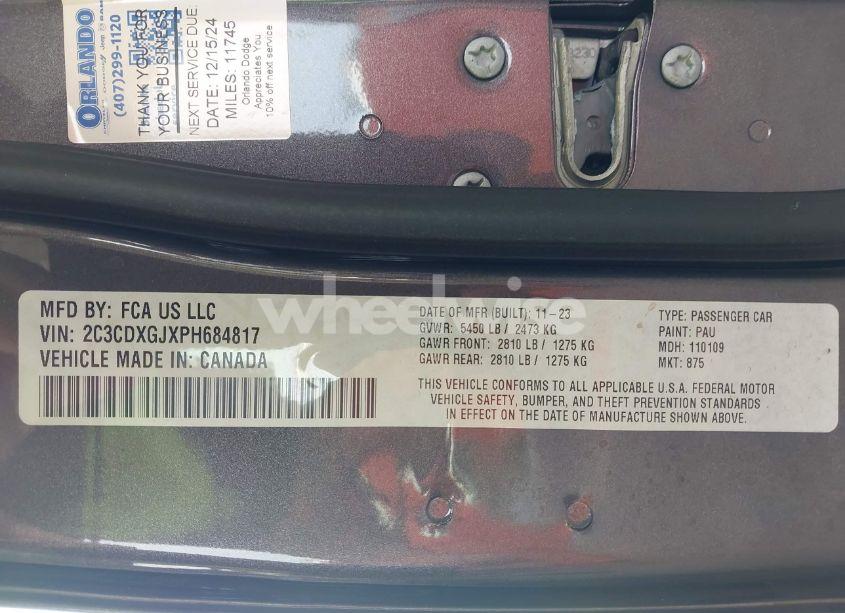 ORLANDO
(407)299-1120
THANK YOU FOR
YOUR BUSINESS
NEXT SERVICE DUE:
DATE: 12/15/24
MILES: 11745
Orlando Dodge
Appreciates You
10% off next service
230
wheelwire
MFD BY: FCA US LLC
VIN: 2C3CDXGJXPH684817
VEHICLE MADE IN: CANADA
DATE OF MFR (BUILT): 11-23
GVWR: 5450 LB / 2473 KG
GAWR FRONT: 2810 LB / 1275 KG
GAWR REAR: 2810 LB / 1275 KG
TYPE: PASSENGER CAR
PAINT: PAU
MDH: 110109
MKT: 875
THIS VEHICLE CONFORMS TO ALL APPLICABLE U.S.A. FEDERAL MOTOR
VEHICLE SAFETY, BUMPER, AND THEFT PREVENTION STANDARDS
IN EFFECT ON THE DATE OF MANUFACTURE SHOWN ABOVE.